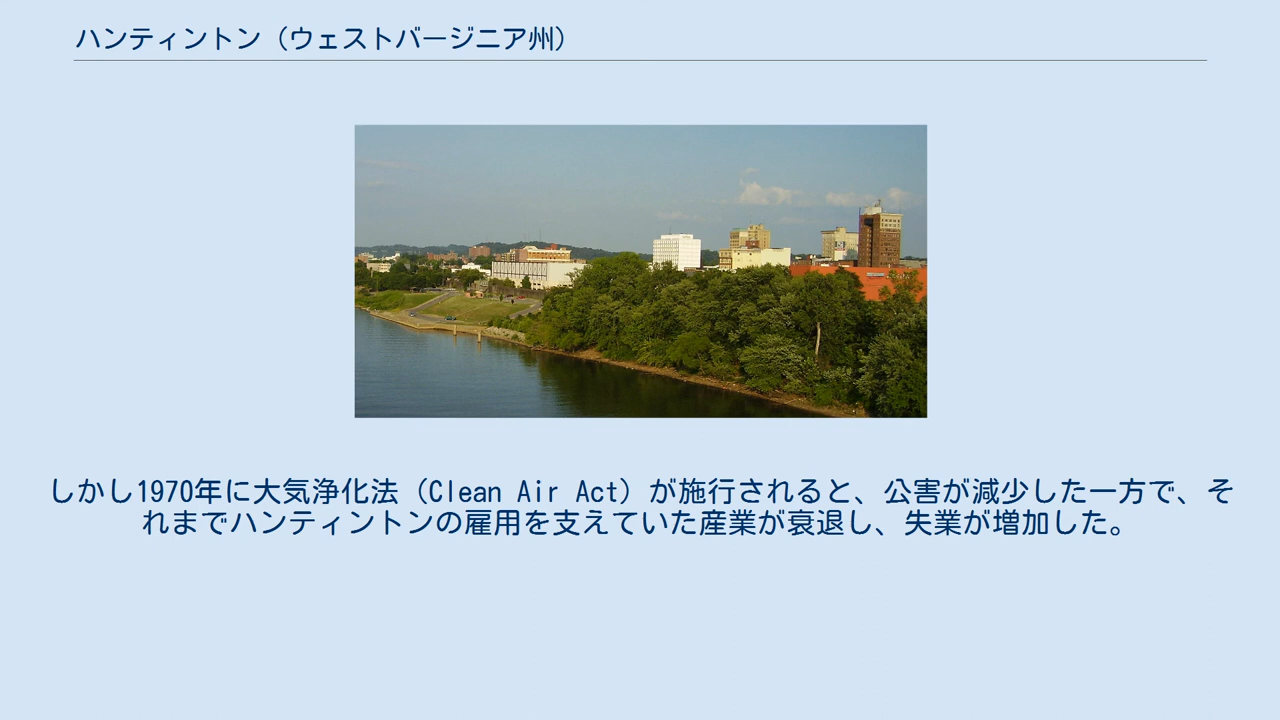 ハンティントン（ウェストバージニア州）
しかし1970年に大気浄化法（Clean Air Act）が施行されると、公害が減少した一方で、そ
れまでハンティントンの雇用を支えていた産業が衰退し、失業が増加した。